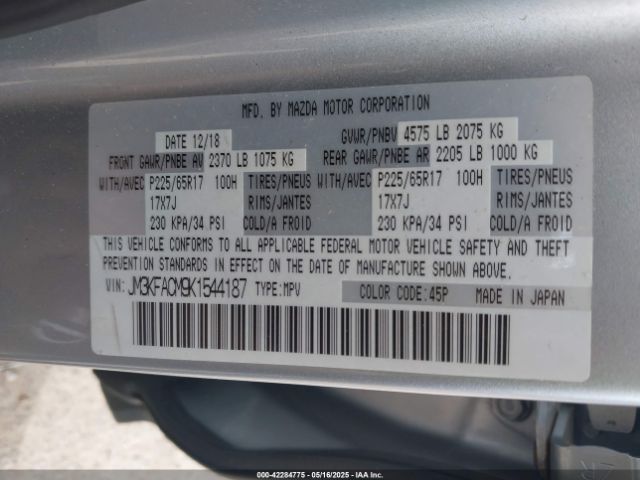 MFD. BY MAZDA MOTOR CORPORATION
DATE 12/18 GVWR/PNBV 4575 LB 2075 KG
FRONT GAWR/PNBE AV 2370 LB 1075 KG REAR GAWR/PNBE AR 2205 LB 1000 KG
WITH/AVEC P225/65R17 100H TIRES/PNEUS WITH/AVEC P225/65R17 100H TIRES/PNEUS
17X7J RIMS/JANTES 17X7J RIMS/JANTES
230 KPA/34 PSI COLD/A FROID 230 KPA/34 PSI COLD/A FROID
THIS VEHICLE CONFORMS TO ALL APPLICABLE FEDERAL MOTOR VEHICLE SAFETY AND THEFT
PREVENTION STANDARDS IN EFFECT ON THE DATE OF MANUFACTURE SHOWN ABOVE.
VIN: JM3KFACM9K1544187 TYPE: MPV COLOR CODE: 45P MADE IN JAPAN
000-42284775 - 05/16/2025 - IAAI.com